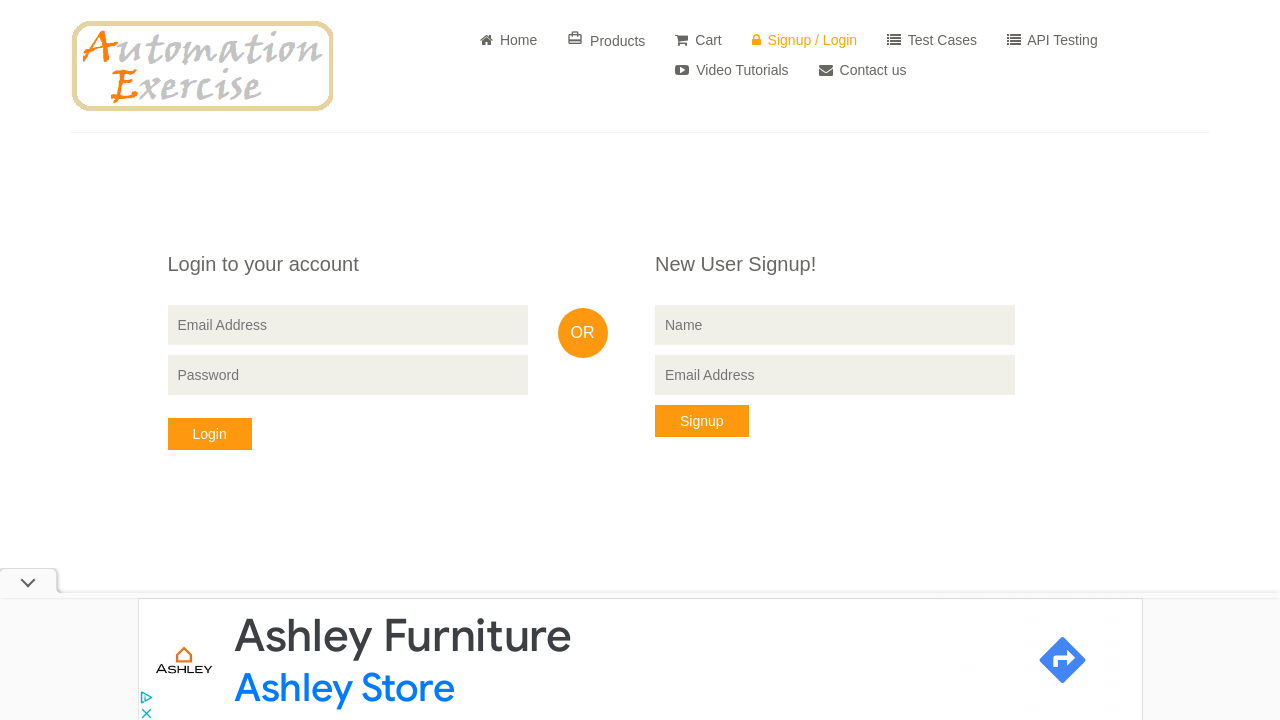 Automation
Exercise
Home
Products
Cart
Signup / Login
Test Cases
API Testing
Video Tutorials
Contact us
Login to your account
Email Address
Password
Login
OR
New User Signup!
Name
Email Address
Signup
ASHLEY
Ashley Furniture
Ashley Store